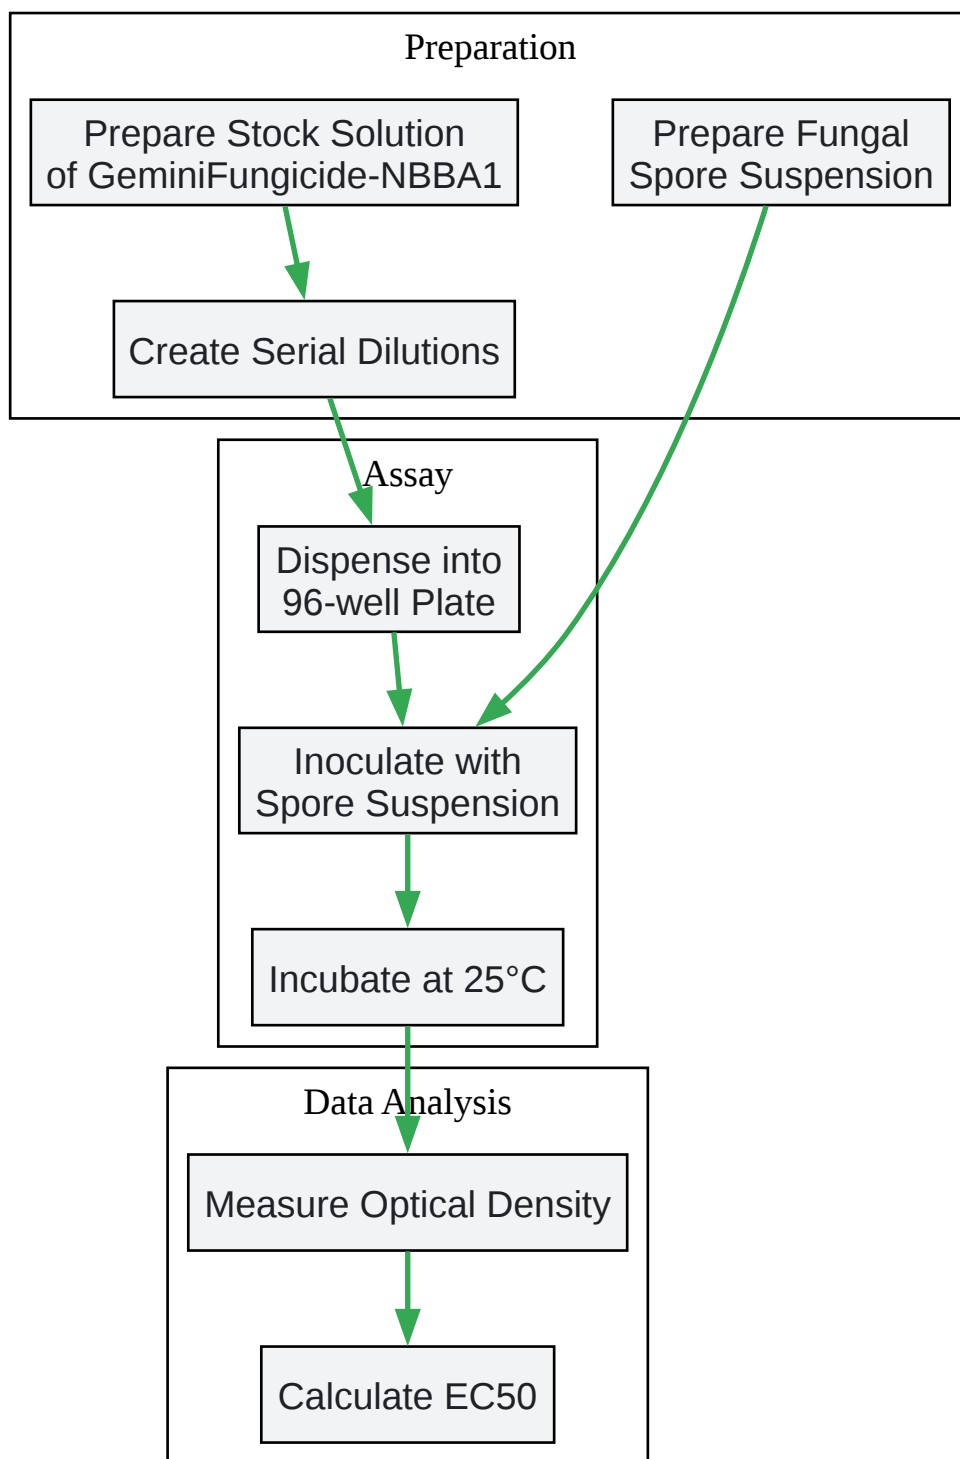 Preparation
Prepare Stock Solution
of GeminiFungicide-NBBA1
Prepare Fungal
Spore Suspension
Create Serial Dilutions
Assay
Dispense into
96-well Plate
Inoculate with
Spore Suspension
Incubate at 25°C
Data Analysis
Measure Optical Density
Calculate EC50